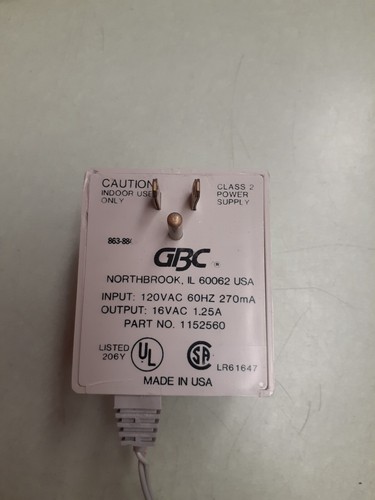 CAUTION
INDOOR USE
ONLY
CLASS 2
POWER
SUPPLY
GBC
NORTHBROOK, IL 60062 USA
INPUT: 120VAC 60HZ 270mA
OUTPUT: 16VAC 1.25A
PART NO. 1152560
LISTED
206Y
UL
SA
LR61647
MADE IN USA